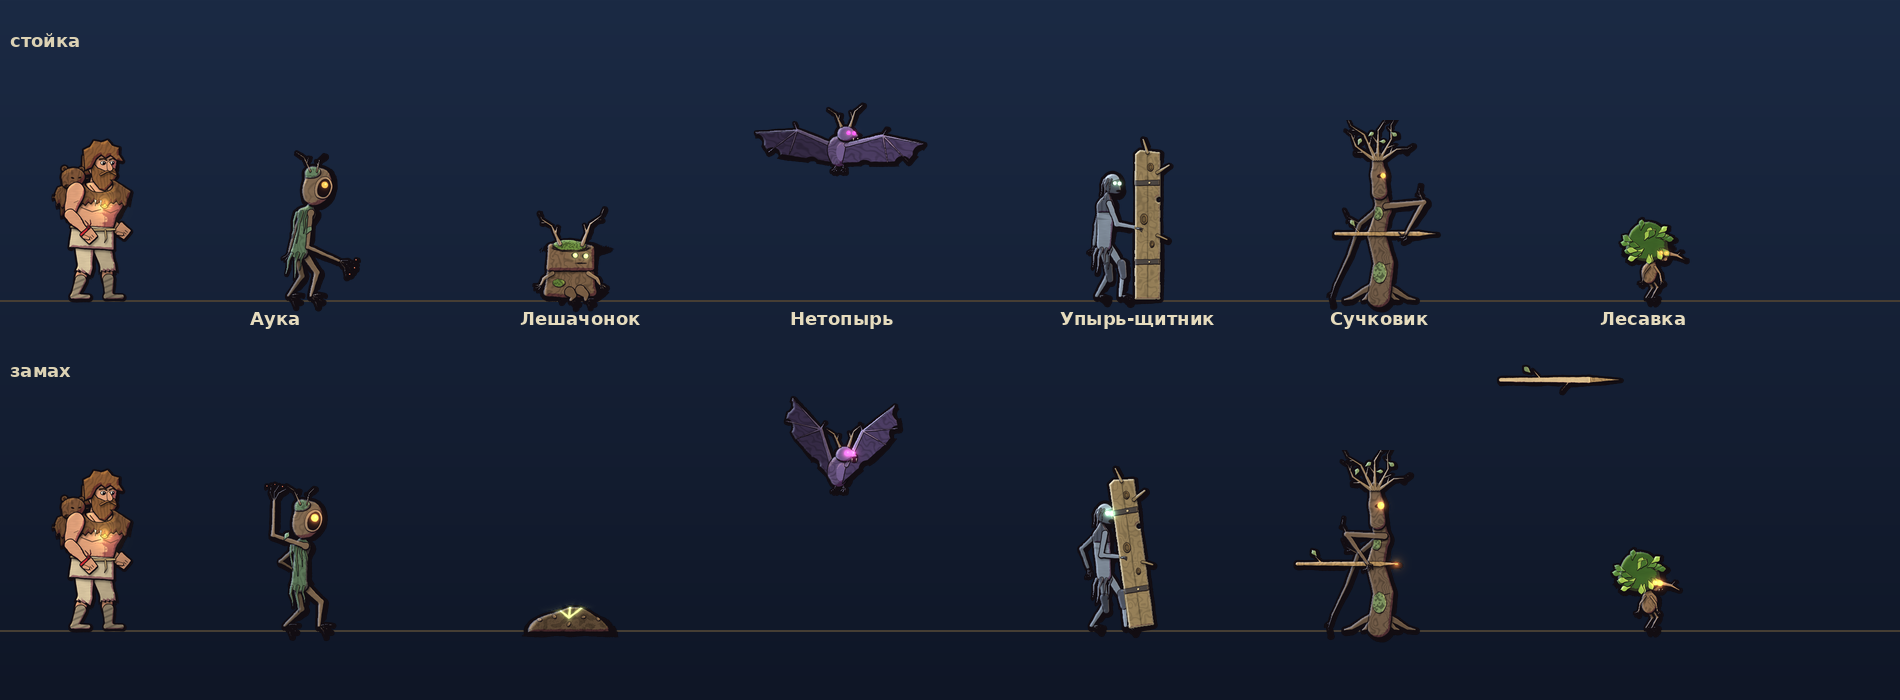 стойка
Аука Лешачонок Нетопырь Упырь-щитник Сучковик Лесавка
замах